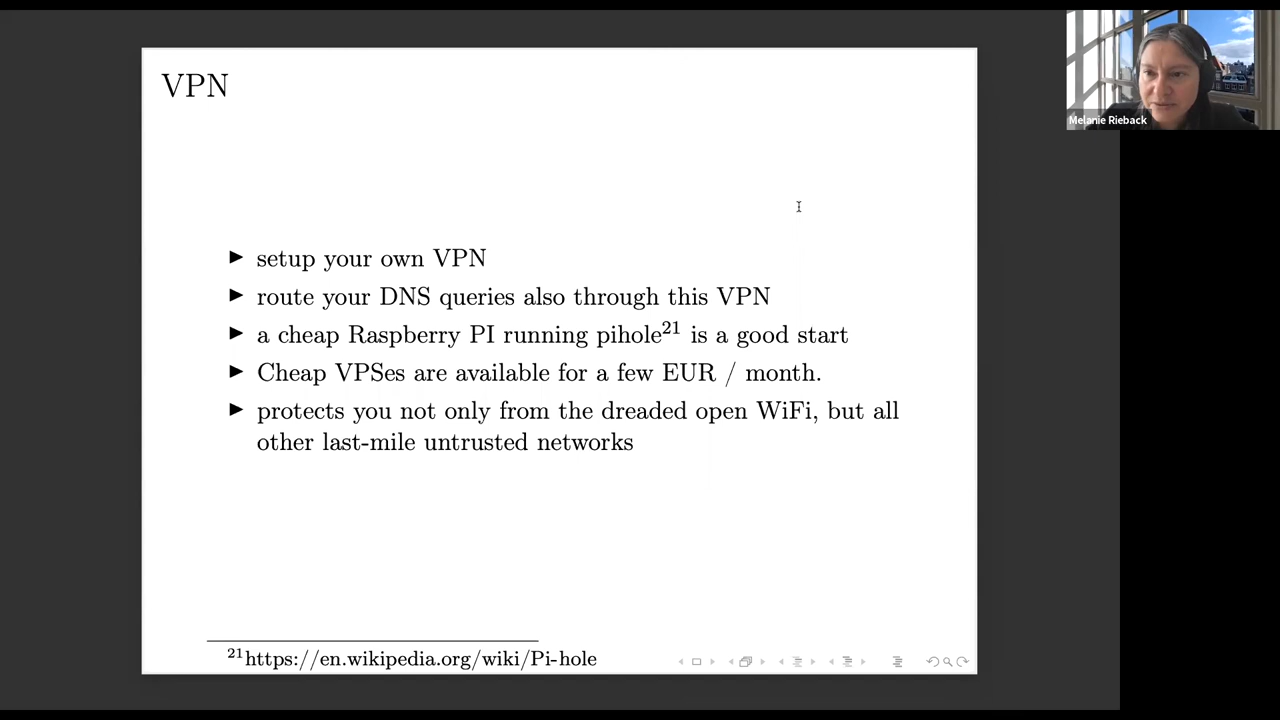 VPN
Melanie Rieback
▶ setup your own VPN
▶ route your DNS queries also through this VPN
▶ a cheap Raspberry PI running pihole²¹ is a good start
▶ Cheap VPSes are available for a few EUR / month.
▶ protects you not only from the dreaded open WiFi, but all
other last-mile untrusted networks
²¹https://en.wikipedia.org/wiki/Pi-hole